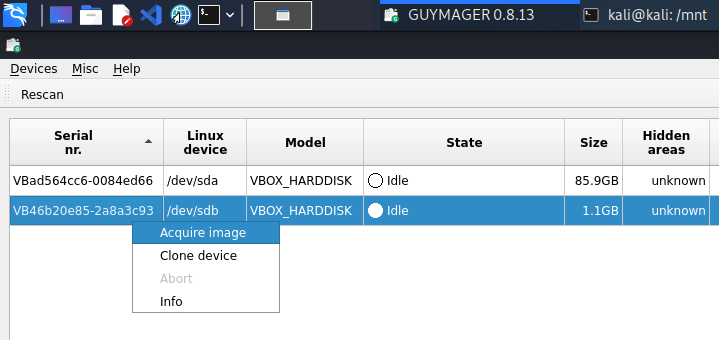 GUYMAGER 0.8.13
kali@kali: /mnt
Devices Misc Help
Rescan
Serial nr. Linux device Model State Size Hidden areas
VBad564cc6-0084ed66 /dev/sda VBOX_HARDDISK Idle 85.9GB unknown
VB46b20e85-2a8a3c93 /dev/sdb VBOX_HARDDISK Idle 1.1GB unknown
Acquire image
Clone device
Abort
Info